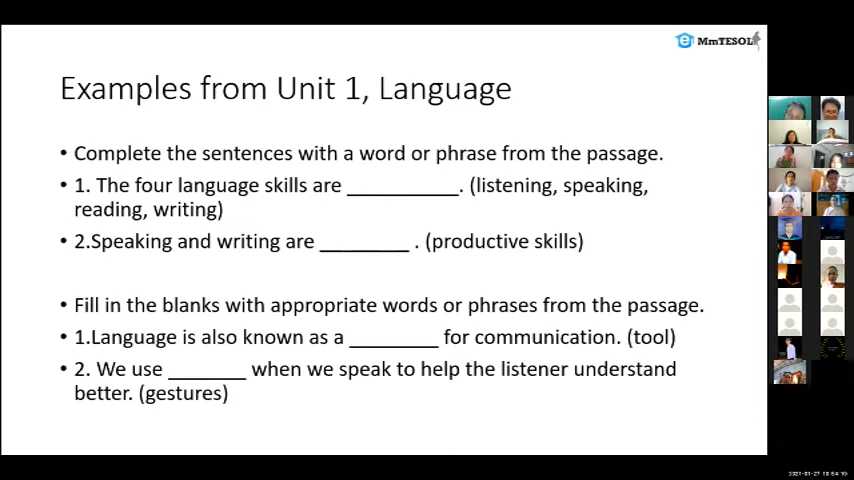 e MmTESOL
Examples from Unit 1, Language
• Complete the sentences with a word or phrase from the passage.
• 1. The four language skills are __________. (listening, speaking,
reading, writing)
• 2.Speaking and writing are ________ . (productive skills)
• Fill in the blanks with appropriate words or phrases from the passage.
• 1.Language is also known as a ________ for communication. (tool)
• 2. We use _______ when we speak to help the listener understand
better. (gestures)